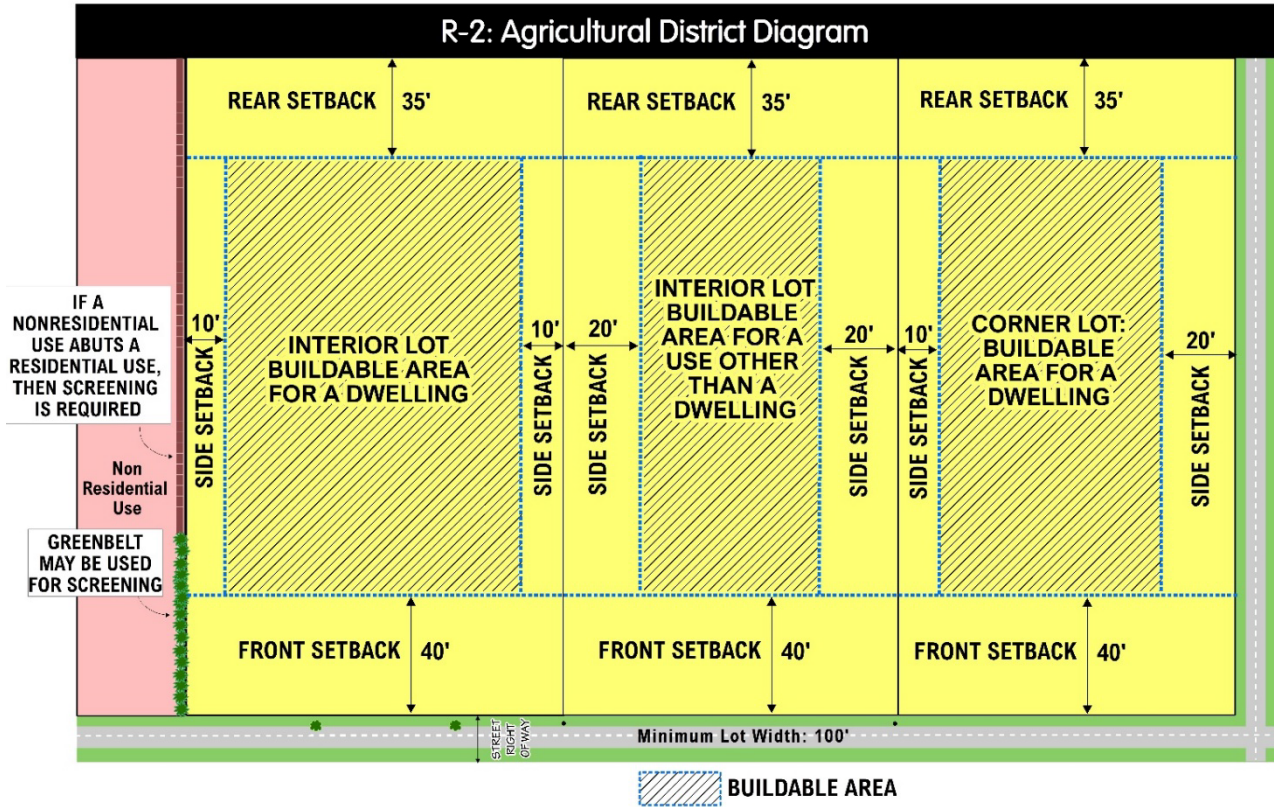 R-2: Agricultural District Diagram
REAR SETBACK 35'
REAR SETBACK 35'
REAR SETBACK 35'
IF A
NONRESIDENTIAL
USE ABUTS A
RESIDENTIAL USE,
THEN SCREENING
IS REQUIRED
Non
Residential
Use
GREENBELT
MAY BE USED
FOR SCREENING
10'
SIDE SETBACK
INTERIOR LOT
BUILDABLE AREA
FOR A DWELLING
10'
SIDE SETBACK
20'
SIDE SETBACK
INTERIOR LOT
BUILDABLE
AREA FOR A
USE OTHER
THAN A
DWELLING
20'
SIDE SETBACK
10'
SIDE SETBACK
CORNER LOT:
BUILDABLE
AREA FOR A
DWELLING
20'
SIDE SETBACK
FRONT SETBACK 40'
FRONT SETBACK 40'
FRONT SETBACK 40'
STREET
RIGHT
OF WAY
Minimum Lot Width: 100'
BUILDABLE AREA